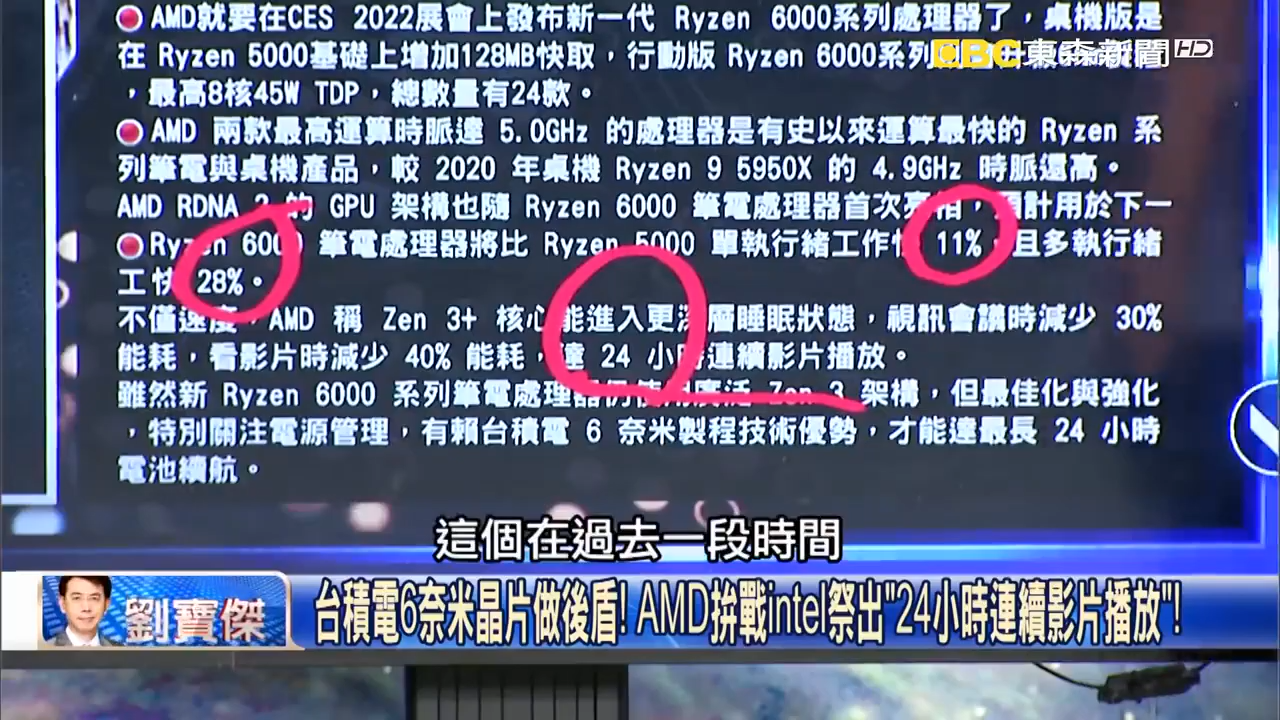 AMD就要在CES 2022展會上發布新一代 Ryzen 6000系列處理器了，桌機版是
在 Ryzen 5000基礎上增加128MB快取，行動版 Ryzen 6000系列
EBC東森新聞HD
，最高8核45W TDP，總數量有24款。
AMD 兩款最高運算時脈達 5.0GHz 的處理器是有史以來運算最快的 Ryzen 系
列筆電與桌機產品，較 2020 年桌機 Ryzen 9 5950X 的 4.9GHz 時脈還高。
AMD RDNA 2 的 GPU 架構也隨 Ryzen 6000 筆電處理器首次亮相，預計用於下一
Ryzen 6000 筆電處理器將比 Ryzen 5000 單執行緒工作快 11%，且多執行緒
工快 28%。
不僅速度，AMD 稱 Zen 3+ 核心能進入更深層睡眠狀態，視訊會議時減少 30%
能耗，看影片時減少 40% 能耗，達 24 小時連續影片播放。
雖然新 Ryzen 6000 系列筆電處理器仍使用廣泛 Zen 3 架構，但最佳化與強化
，特別關注電源管理，有賴台積電 6 奈米製程技術優勢，才能達最長 24 小時
電池續航。
這個在過去一段時間
劉寶傑
台積電6奈米晶片做後盾! AMD拚戰intel祭出"24小時連續影片播放"!